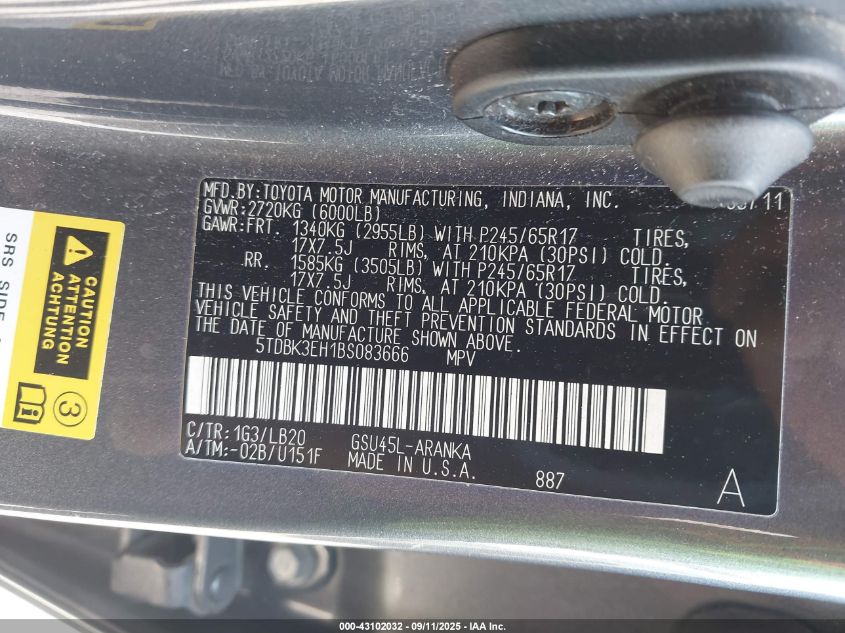 MFD.BY:TOYOTA MOTOR MANUFACTURING, INDIANA, INC. 11
GVWR:2720KG (6000LB)
GAWR:FRT. 1340KG (2955LB) WITH P245/65R17 TIRES,
17X7.5J RIMS, AT 210KPA (30PSI) COLD.
RR. 1585KG (3505LB) WITH P245/65R17 TIRES,
17X7.5J RIMS, AT 210KPA (30PSI) COLD.
THIS VEHICLE CONFORMS TO ALL APPLICABLE FEDERAL MOTOR
VEHICLE SAFETY AND THEFT PREVENTION STANDARDS IN EFFECT ON
THE DATE OF MANUFACTURE SHOWN ABOVE.
5TDBK3EH1BS083666 MPV
C/TR:1G3/LB20 GSU45L-ARANKA
A/TM:-02B/U151F MADE IN U.S.A.
887
A
SRS SIDE
CAUTION
ATTENTION
ACHTUNG
3
000-43102032 - 09/11/2025 - IAA Inc.